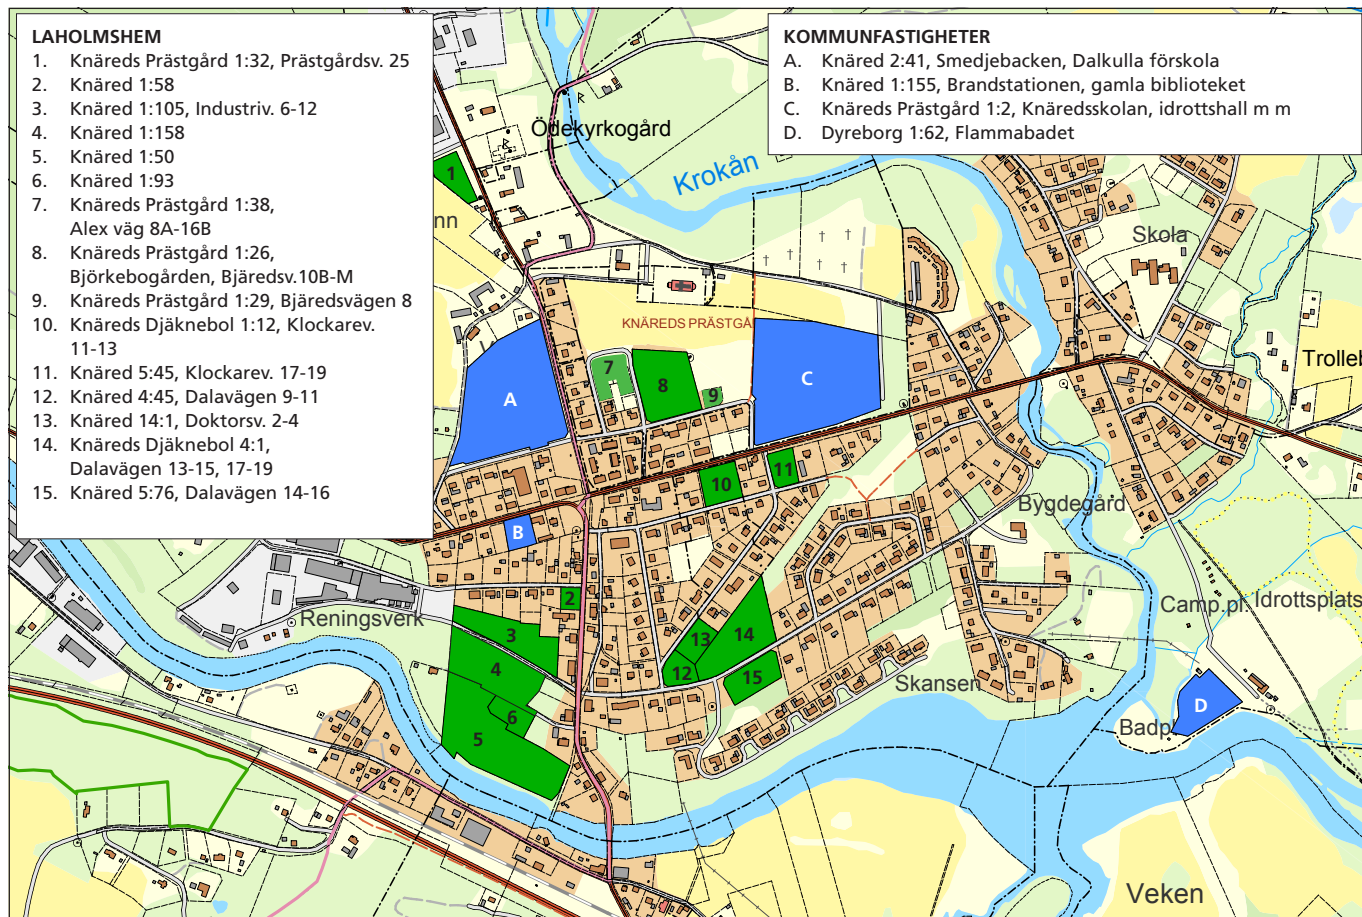 LAHOLMSHEM
1. Knäreds Prästgård 1:32, Prästgårdsv. 25
2. Knäred 1:58
3. Knäred 1:105, Industriv. 6-12
4. Knäred 1:158
5. Knäred 1:50
6. Knäred 1:93
7. Knäreds Prästgård 1:38,
Alex väg 8A-16B
8. Knäreds Prästgård 1:26,
Björkebogården, Bjäredsv.10B-M
9. Knäreds Prästgård 1:29, Bjäredsvägen 8
10. Knäreds Djäknebol 1:12, Klockarev.
11-13
11. Knäred 5:45, Klockarev. 17-19
12. Knäred 4:45, Dalavägen 9-11
13. Knäred 14:1, Doktorsv. 2-4
14. Knäreds Djäknebol 4:1,
Dalavägen 13-15, 17-19
15. Knäred 5:76, Dalavägen 14-16
KOMMUNFASTIGHETER
A. Knäred 2:41, Smedjebacken, Dalkulla förskola
B. Knäred 1:155, Brandstationen, gamla biblioteket
C. Knäreds Prästgård 1:2, Knäredsskolan, idrottshall m m
D. Dyreborg 1:62, Flammabadet
Ödekyrkogård
Krokån
1
nn
Skola
KNÄREDS PRÄSTGÅ
Trolleb
7
8
9
A
C
10
11
B
Bygdegård
2
Reningsverk
3
4
5
6
12
13
14
15
Skansen
Camp.pl.
Idrottsplats
Badpl
D
Veken